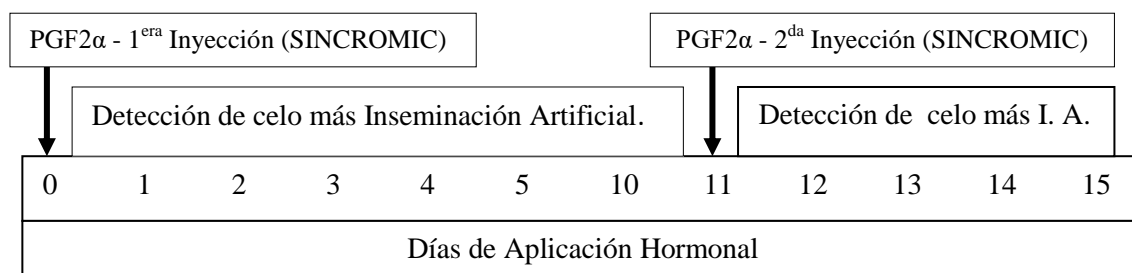 PGF2α - 1era Inyección (SINCROMIC)
PGF2α - 2da Inyección (SINCROMIC)
Detección de celo más Inseminación Artificial.
Detección de celo más I. A.
0 1 2 3 4 5 10 11 12 13 14 15
Días de Aplicación Hormonal